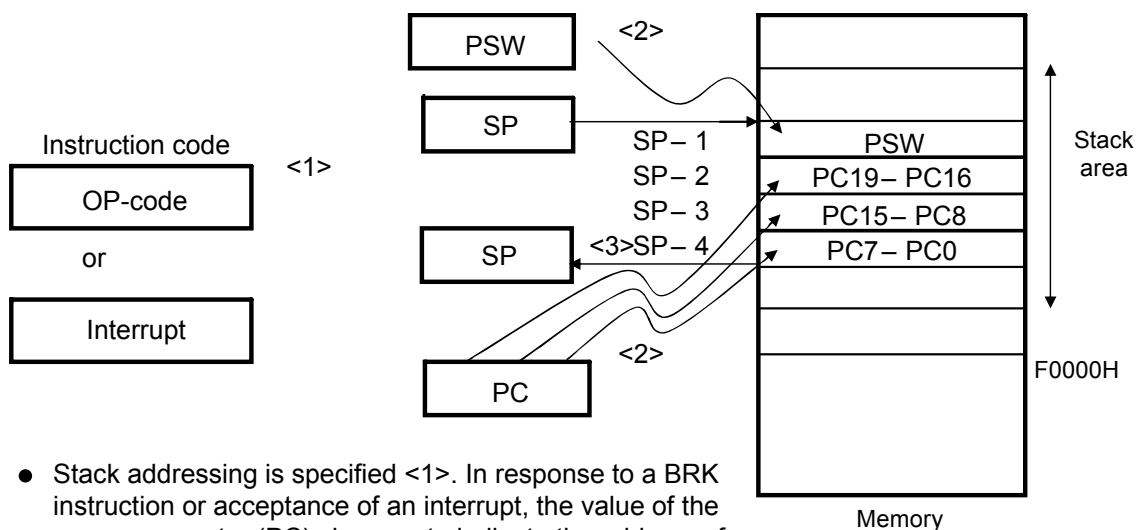 PSW
<2>
SP
Instruction code
<1>
OP-code
or
Interrupt
SP– 1
SP– 2
SP– 3
<3>SP– 4
SP
PSW
PC19– PC16
PC15– PC8
PC7– PC0
Stack
area
<2>
PC
F0000H
Memory
● Stack addressing is specified <1>. In response to a BRK
instruction or acceptance of an interrupt, the value of the